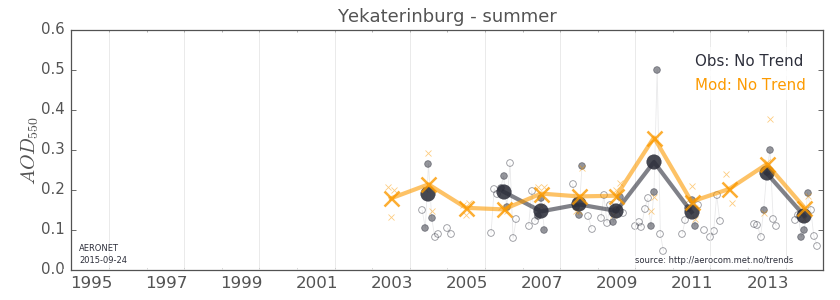 Yekaterinburg - summer
0.6
0.5
0.4
0.3
0.2
0.1
0.0
AOD550
Obs: No Trend
Mod: No Trend
AERONET
2015-09-24
source: http://aerocom.met.no/trends
1995 1997 1999 2001 2003 2005 2007 2009 2011 2013